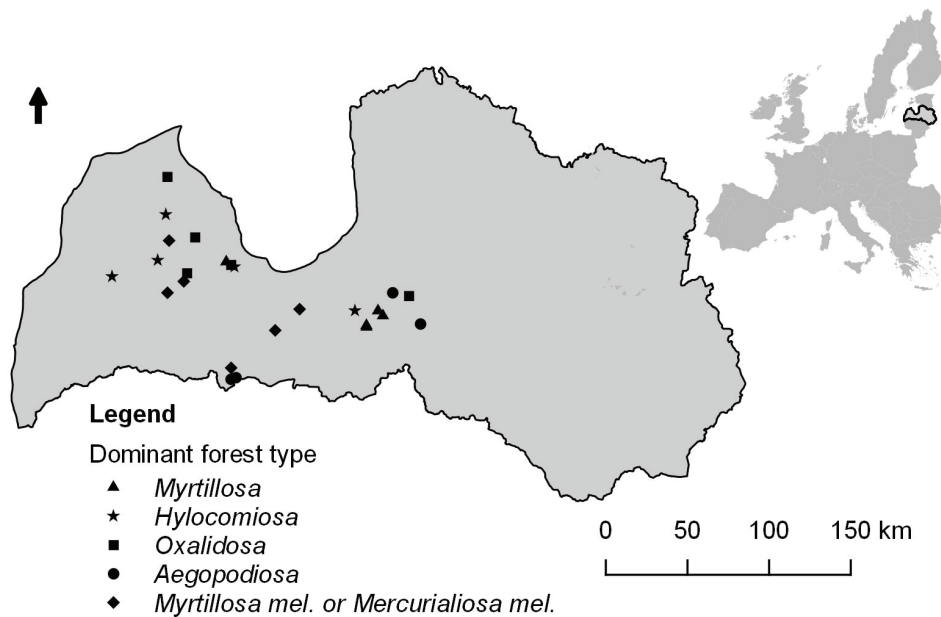 Legend
Dominant forest type
Myrtillosa
Hylocomiosa
Oxalidosa
Aegopodiosa
Myrtillosa mel. or Mercurialiosa mel.
0 50 100 150 km